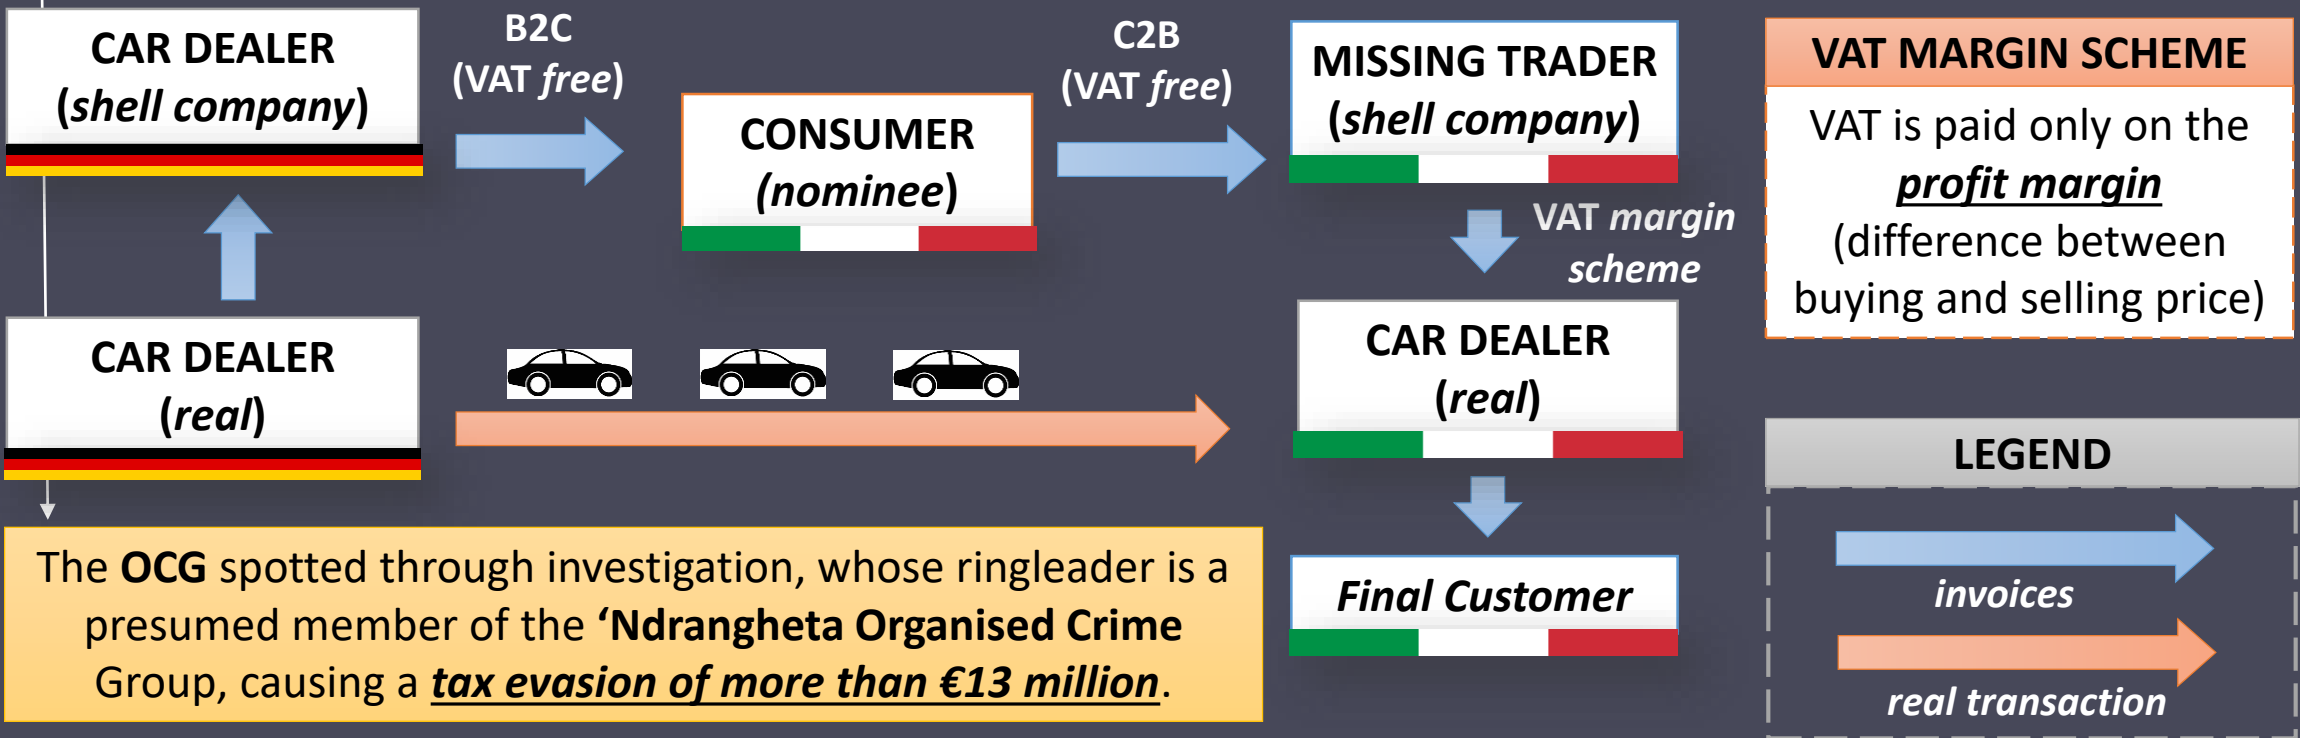 CAR DEALER
(shell company)
B2C
(VAT free)
CONSUMER
(nominee)
C2B
(VAT free)
MISSING TRADER
(shell company)
VAT margin
scheme
CAR DEALER
(real)
CAR DEALER
(real)
Final Customer
The OCG spotted through investigation, whose ringleader is a
presumed member of the ‘Ndrangheta Organised Crime
Group, causing a tax evasion of more than €13 million.
VAT MARGIN SCHEME
VAT is paid only on the
profit margin
(difference between
buying and selling price)
LEGEND
invoices
real transaction